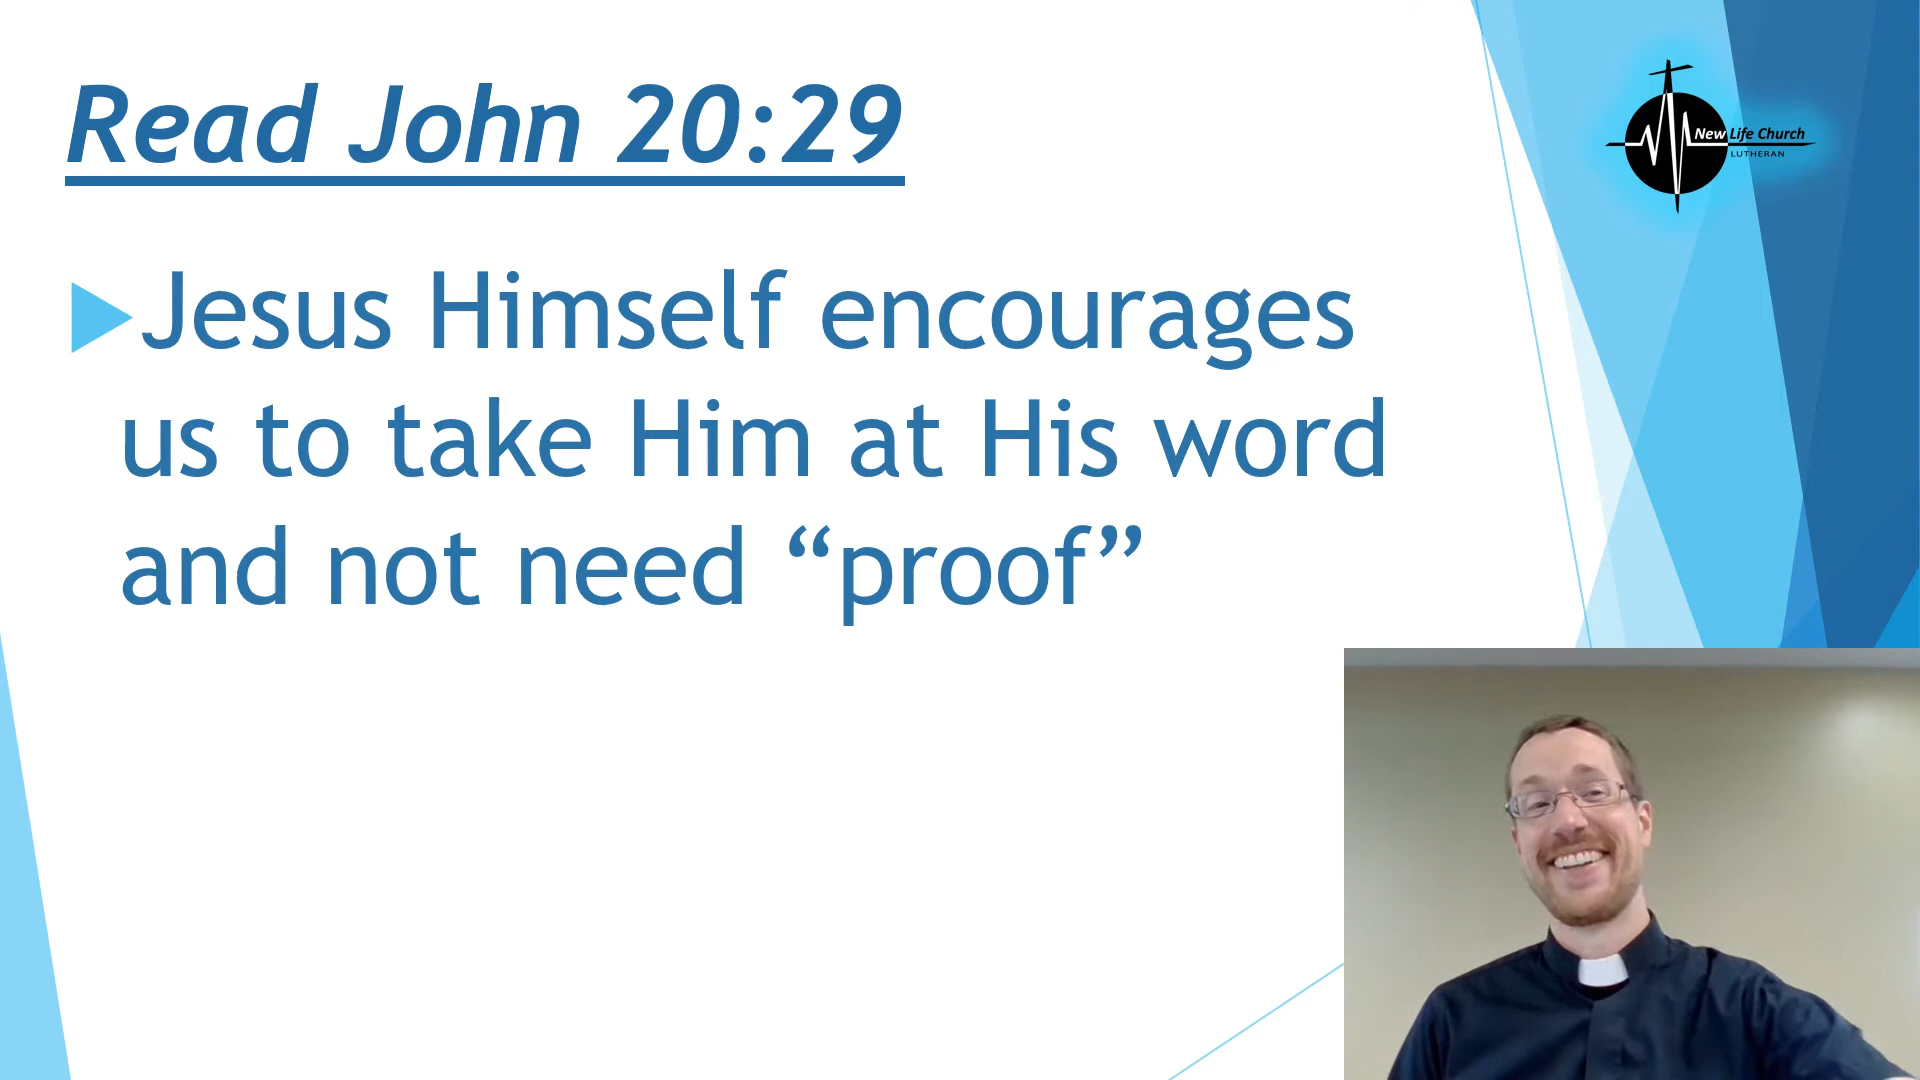 Read John 20:29
New Life Church
LUTHERAN
Jesus Himself encourages
us to take Him at His word
and not need “proof”